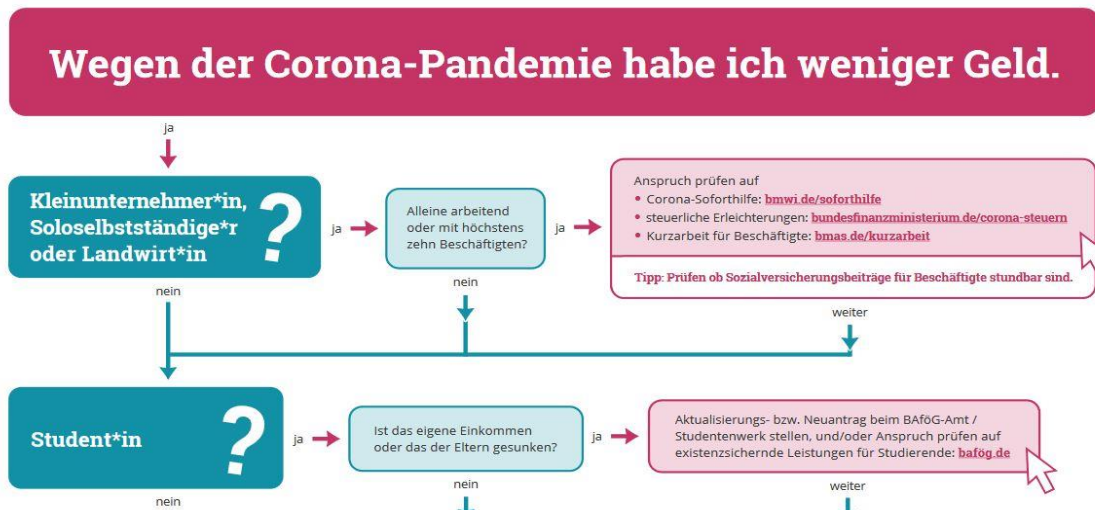 Wegen der Corona-Pandemie habe ich weniger Geld.
ja
Kleinunternehmer*in,
Soloselbstständige*r
oder Landwirt*in
?
ja
Alleine arbeitend
oder mit höchstens
zehn Beschäftigten?
ja
Anspruch prüfen auf
• Corona-Soforthilfe: bmwi.de/soforthilfe
• steuerliche Erleichterungen: bundesfinanzministerium.de/corona-steuern
• Kurzarbeit für Beschäftigte: bmas.de/kurzarbeit
Tipp: Prüfen ob Sozialversicherungsbeiträge für Beschäftigte stundbar sind.
nein
nein
weiter
Student*in
?
ja
Ist das eigene Einkommen
oder das der Eltern gesunken?
ja
Aktualisierungs- bzw. Neuantrag beim BAföG-Amt /
Studentenwerk stellen, und/oder Anspruch prüfen auf
existenzsichernde Leistungen für Studierende: bafög.de
nein
nein
weiter